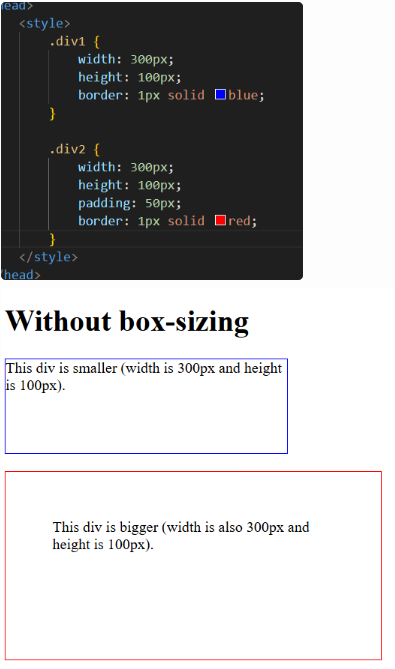 head>
<style>
.div1 {
width: 300px;
height: 100px;
border: 1px solid blue;
}
.div2 {
width: 300px;
height: 100px;
padding: 50px;
border: 1px solid red;
}
</style>
head>
Without box-sizing
This div is smaller (width is 300px and height
is 100px).
This div is bigger (width is also 300px and
height is 100px).